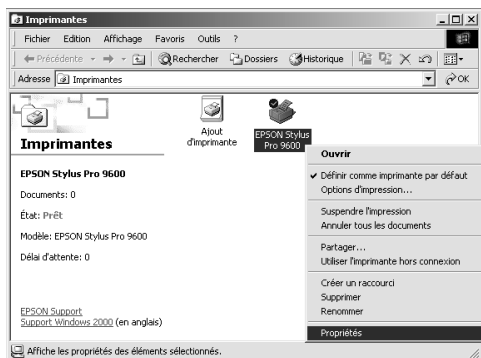 Imprimantes
Fichier Edition Affichage Favoris Outils ?
Précédente Rechercher Dossiers Historique
Adresse Imprimantes OK
Imprimantes
Ajout d'imprimante
EPSON Stylus Pro 9600
EPSON Stylus Pro 9600
Documents: 0
État: Prêt
Modèle: EPSON Stylus Pro 9600
Délai d'attente: 0
EPSON Support
Support Windows 2000 (en anglais)
Ouvrir
Définir comme imprimante par défaut
Options d'impression...
Suspendre l'impression
Annuler tous les documents
Partager...
Utiliser l'imprimante hors connexion
Créer un raccourci
Supprimer
Renommer
Propriétés
Affiche les propriétés des éléments sélectionnés.